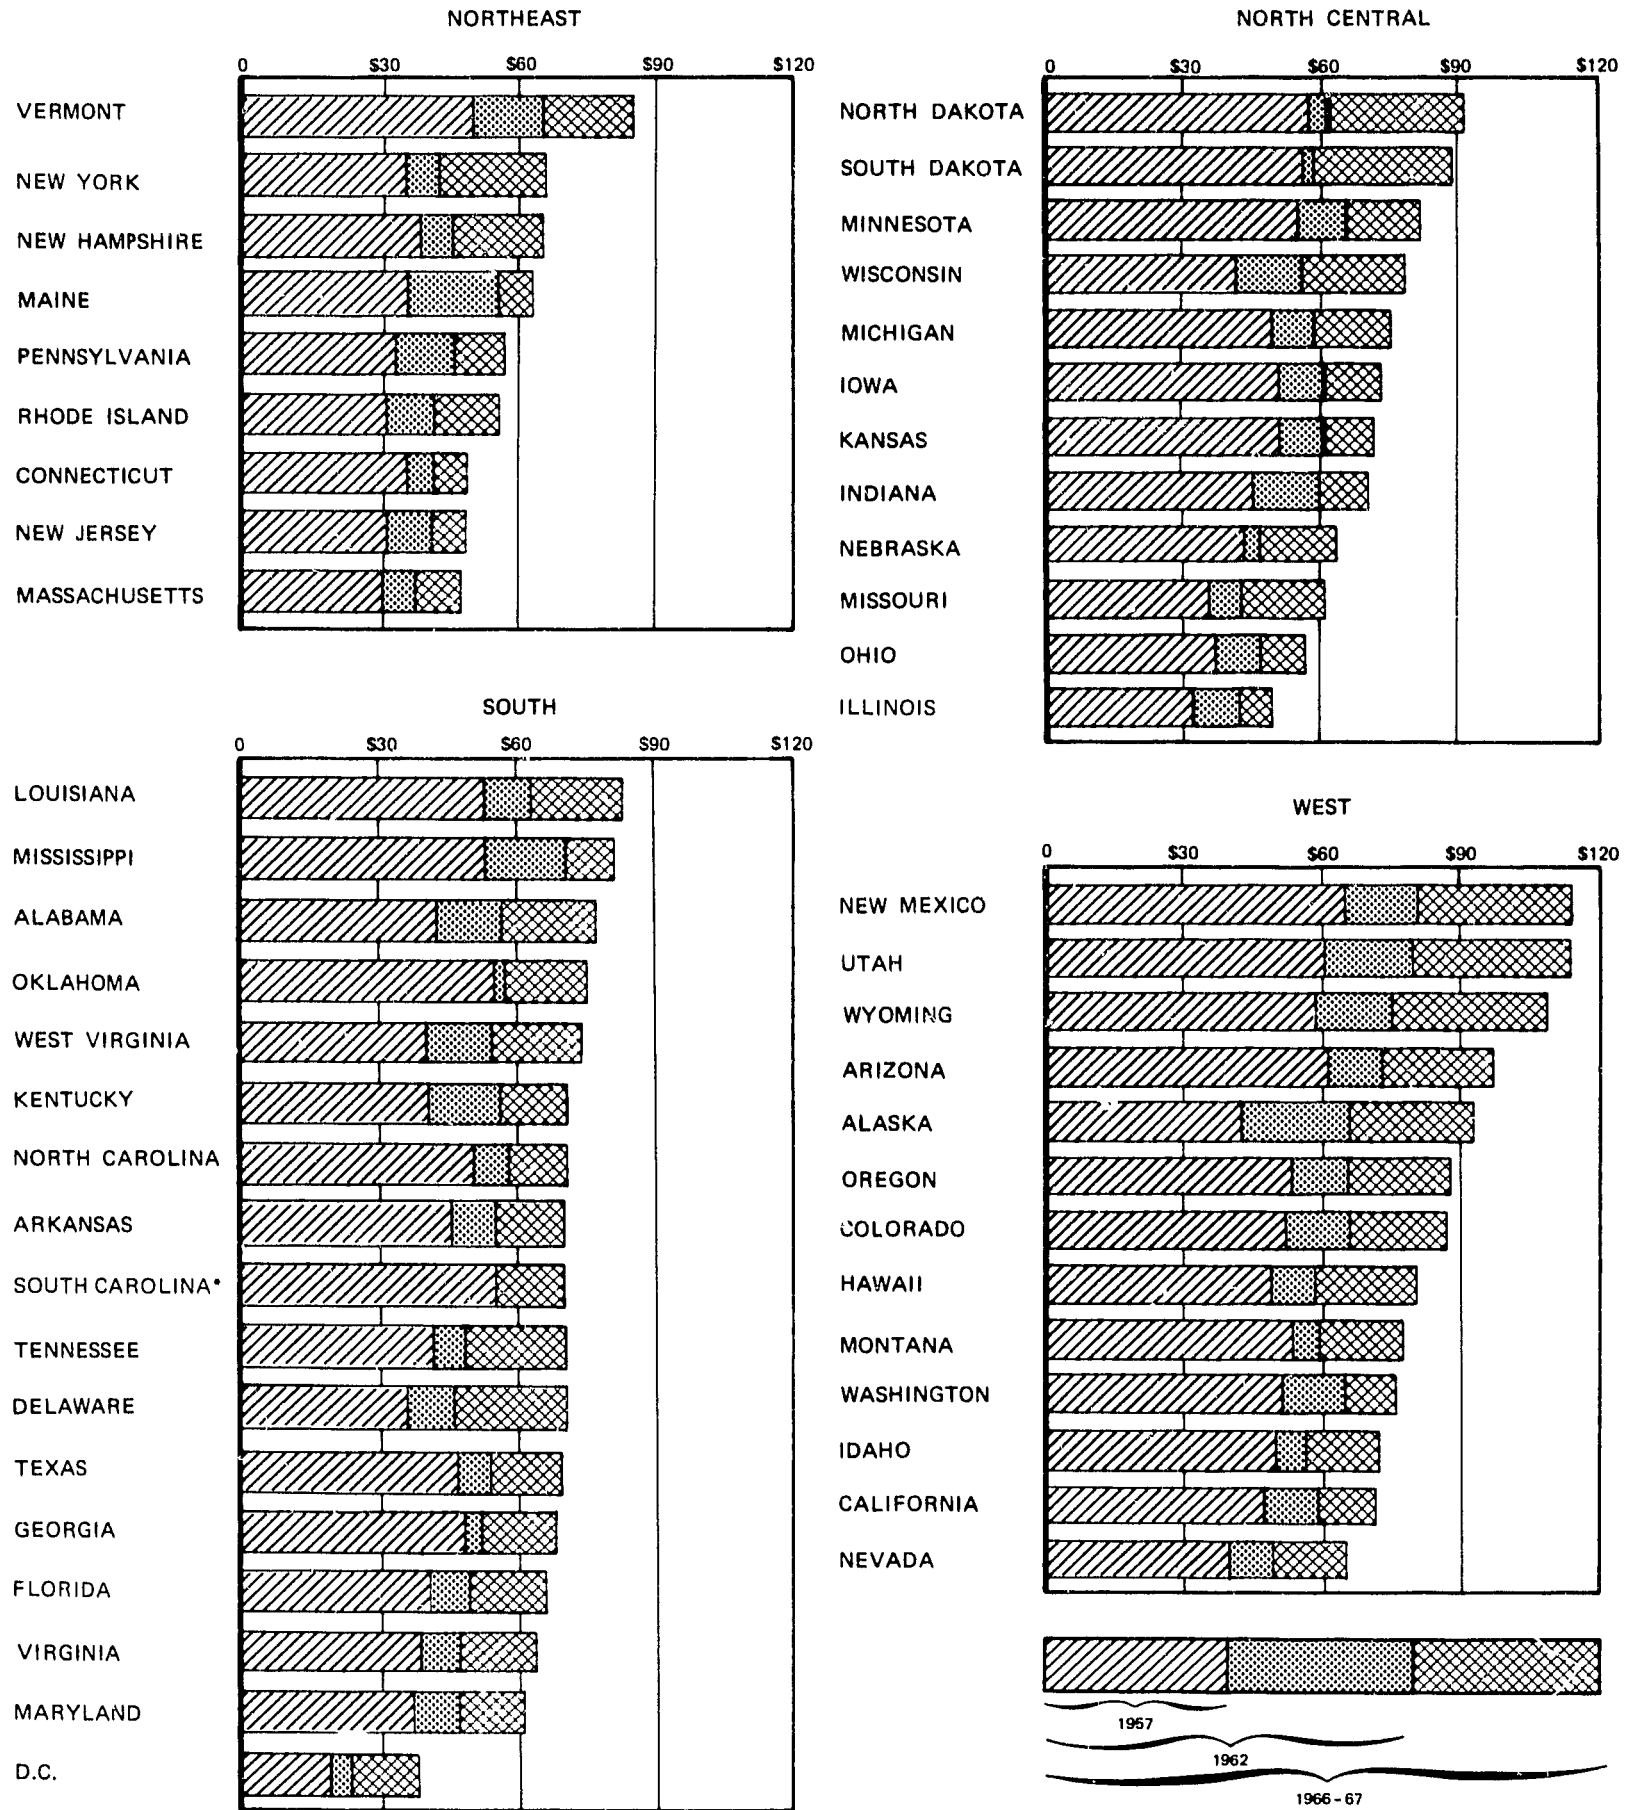 NORTHEAST
0 $30 $60 $90 $120
VERMONT
NEW YORK
NEW HAMPSHIRE
MAINE
PENNSYLVANIA
RHODE ISLAND
CONNECTICUT
NEW JERSEY
MASSACHUSETTS
SOUTH
0 $30 $60 $90 $120
LOUISIANA
MISSISSIPPI
ALABAMA
OKLAHOMA
WEST VIRGINIA
KENTUCKY
NORTH CAROLINA
ARKANSAS
SOUTH CAROLINA*
TENNESSEE
DELAWARE
TEXAS
GEORGIA
FLORIDA
VIRGINIA
MARYLAND
D.C.
NORTH CENTRAL
0 $30 $60 $90 $120
NORTH DAKOTA
SOUTH DAKOTA
MINNESOTA
WISCONSIN
MICHIGAN
IOWA
KANSAS
INDIANA
NEBRASKA
MISSOURI
OHIO
ILLINOIS
WEST
0 $30 $60 $90 $120
NEW MEXICO
UTAH
WYOMING
ARIZONA
ALASKA
OREGON
COLORADO
HAWAII
MONTANA
WASHINGTON
IDAHO
CALIFORNIA
NEVADA
1957
1962
1966-67